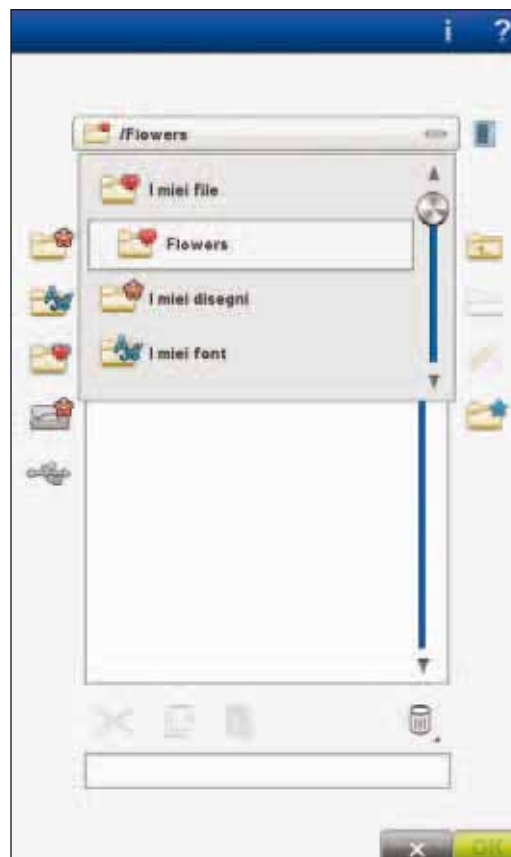 i ?
/Flowers
I miei file
Flowers
I miei disegni
I miei font
OK